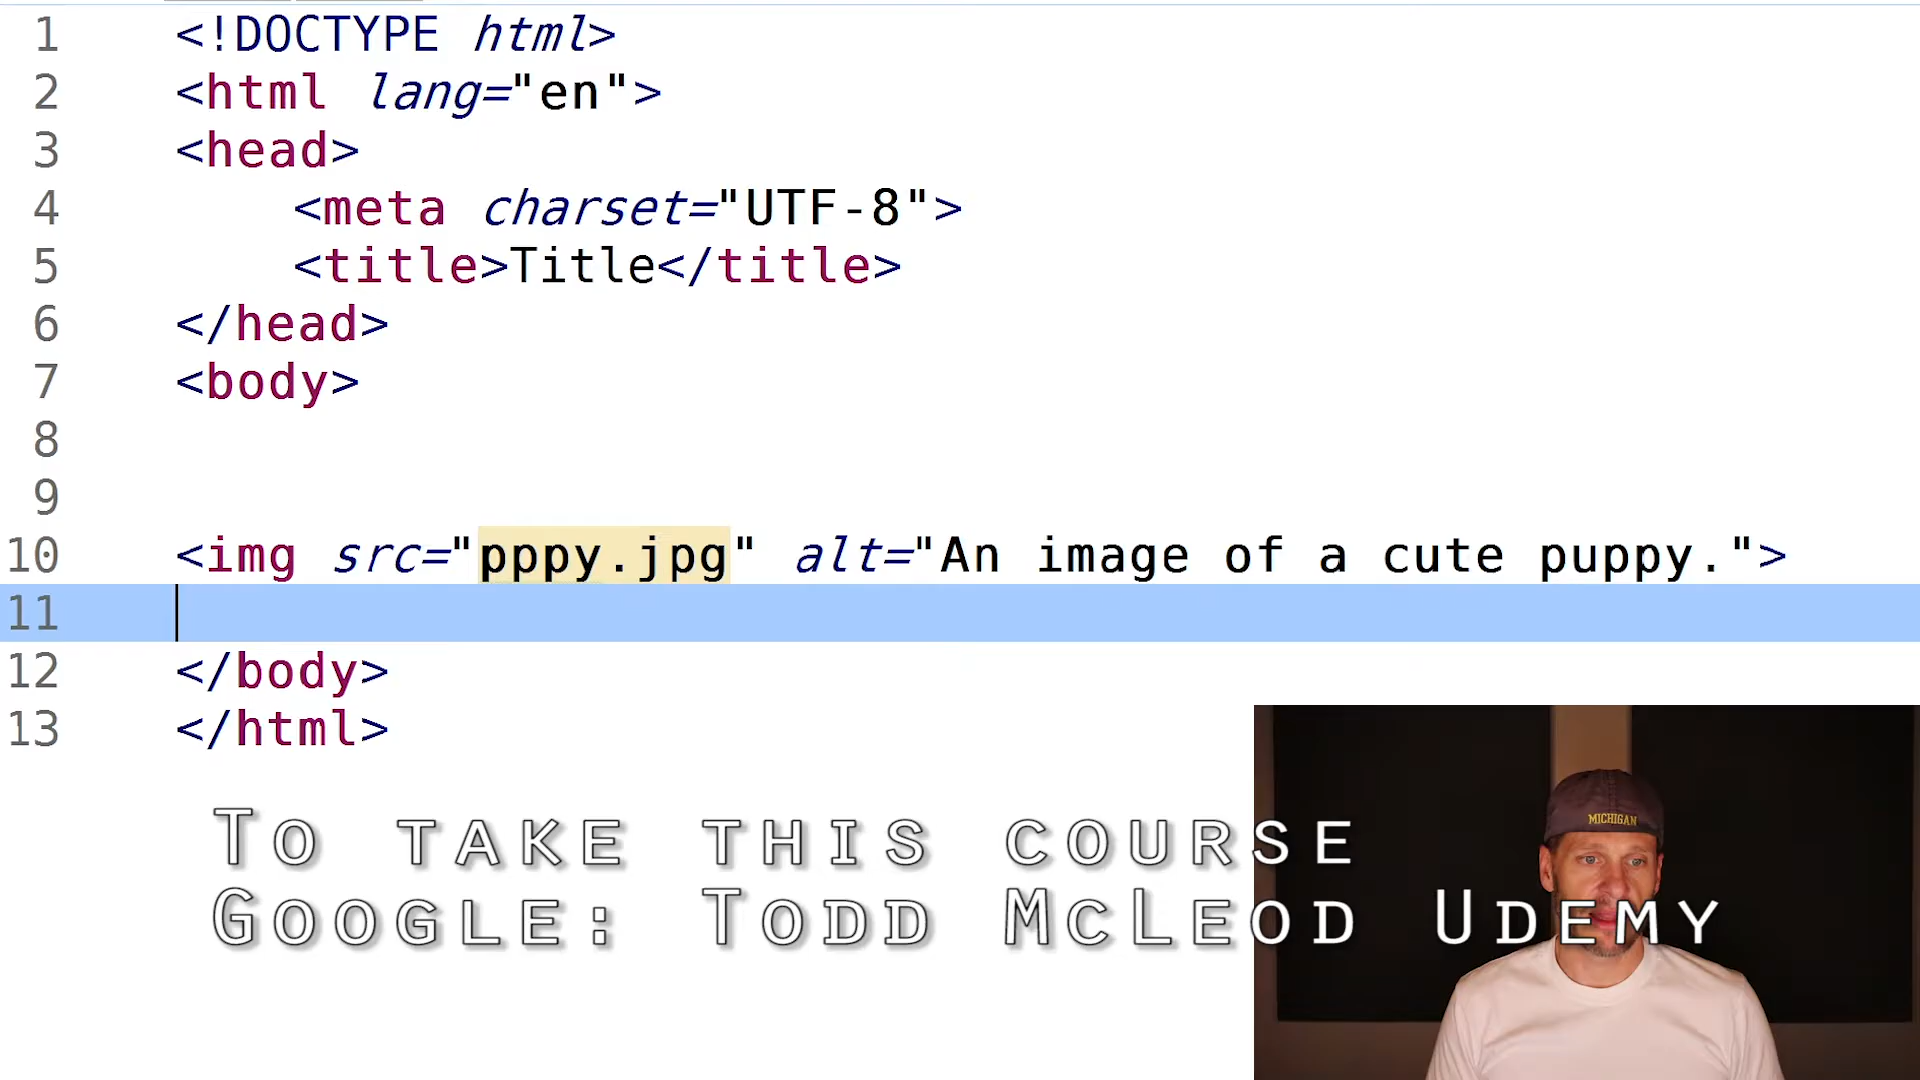 1 <!DOCTYPE html>
2 <html lang="en">
3 <head>
4 <meta charset="UTF-8">
5 <title>Title</title>
6 </head>
7 <body>
8
9
10 <img src="pppy.jpg" alt="An image of a cute puppy.">
11
12 </body>
13 </html>
MICHIGAN
To take this course
Google: Todd McLeod Udemy